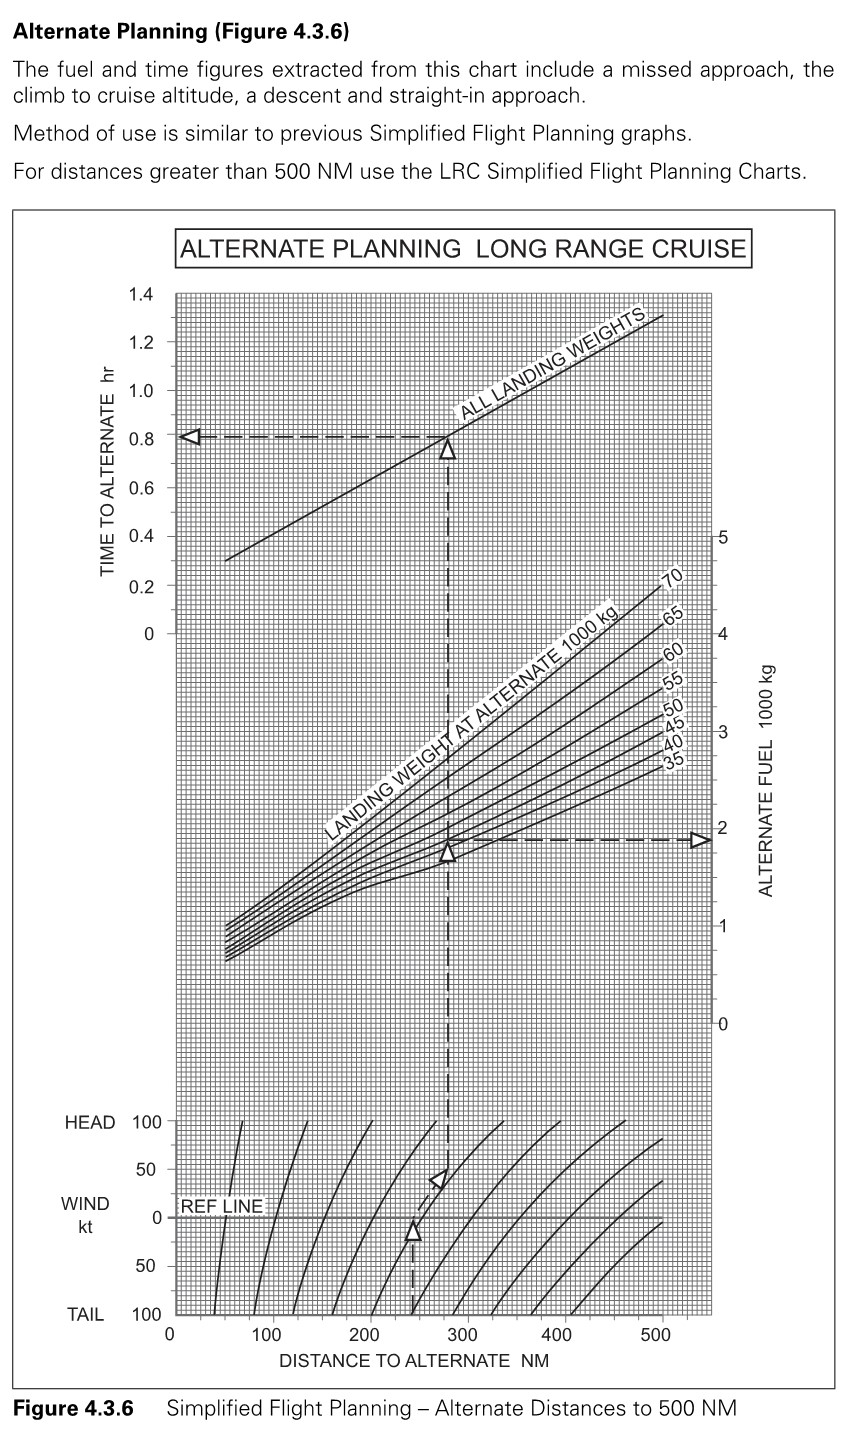 Alternate Planning (Figure 4.3.6)
The fuel and time figures extracted from this chart include a missed approach, the
climb to cruise altitude, a descent and straight-in approach.
Method of use is similar to previous Simplified Flight Planning graphs.
For distances greater than 500 NM use the LRC Simplified Flight Planning Charts.
ALTERNATE PLANNING LONG RANGE CRUISE
1.4
1.2
1.0
0.8
0.6
0.4
0.2
0
TIME TO ALTERNATE hr
ALL LANDING WEIGHTS
LANDING WEIGHT AT ALTERNATE 1000 kg
70
65
60
55
50
45
40
35
5
4
3
2
1
0
ALTERNATE FUEL 1000 kg
HEAD 100
50
WIND
kt
0
REF LINE
50
TAIL 100
0 100 200 300 400 500
DISTANCE TO ALTERNATE NM
Figure 4.3.6 Simplified Flight Planning – Alternate Distances to 500 NM